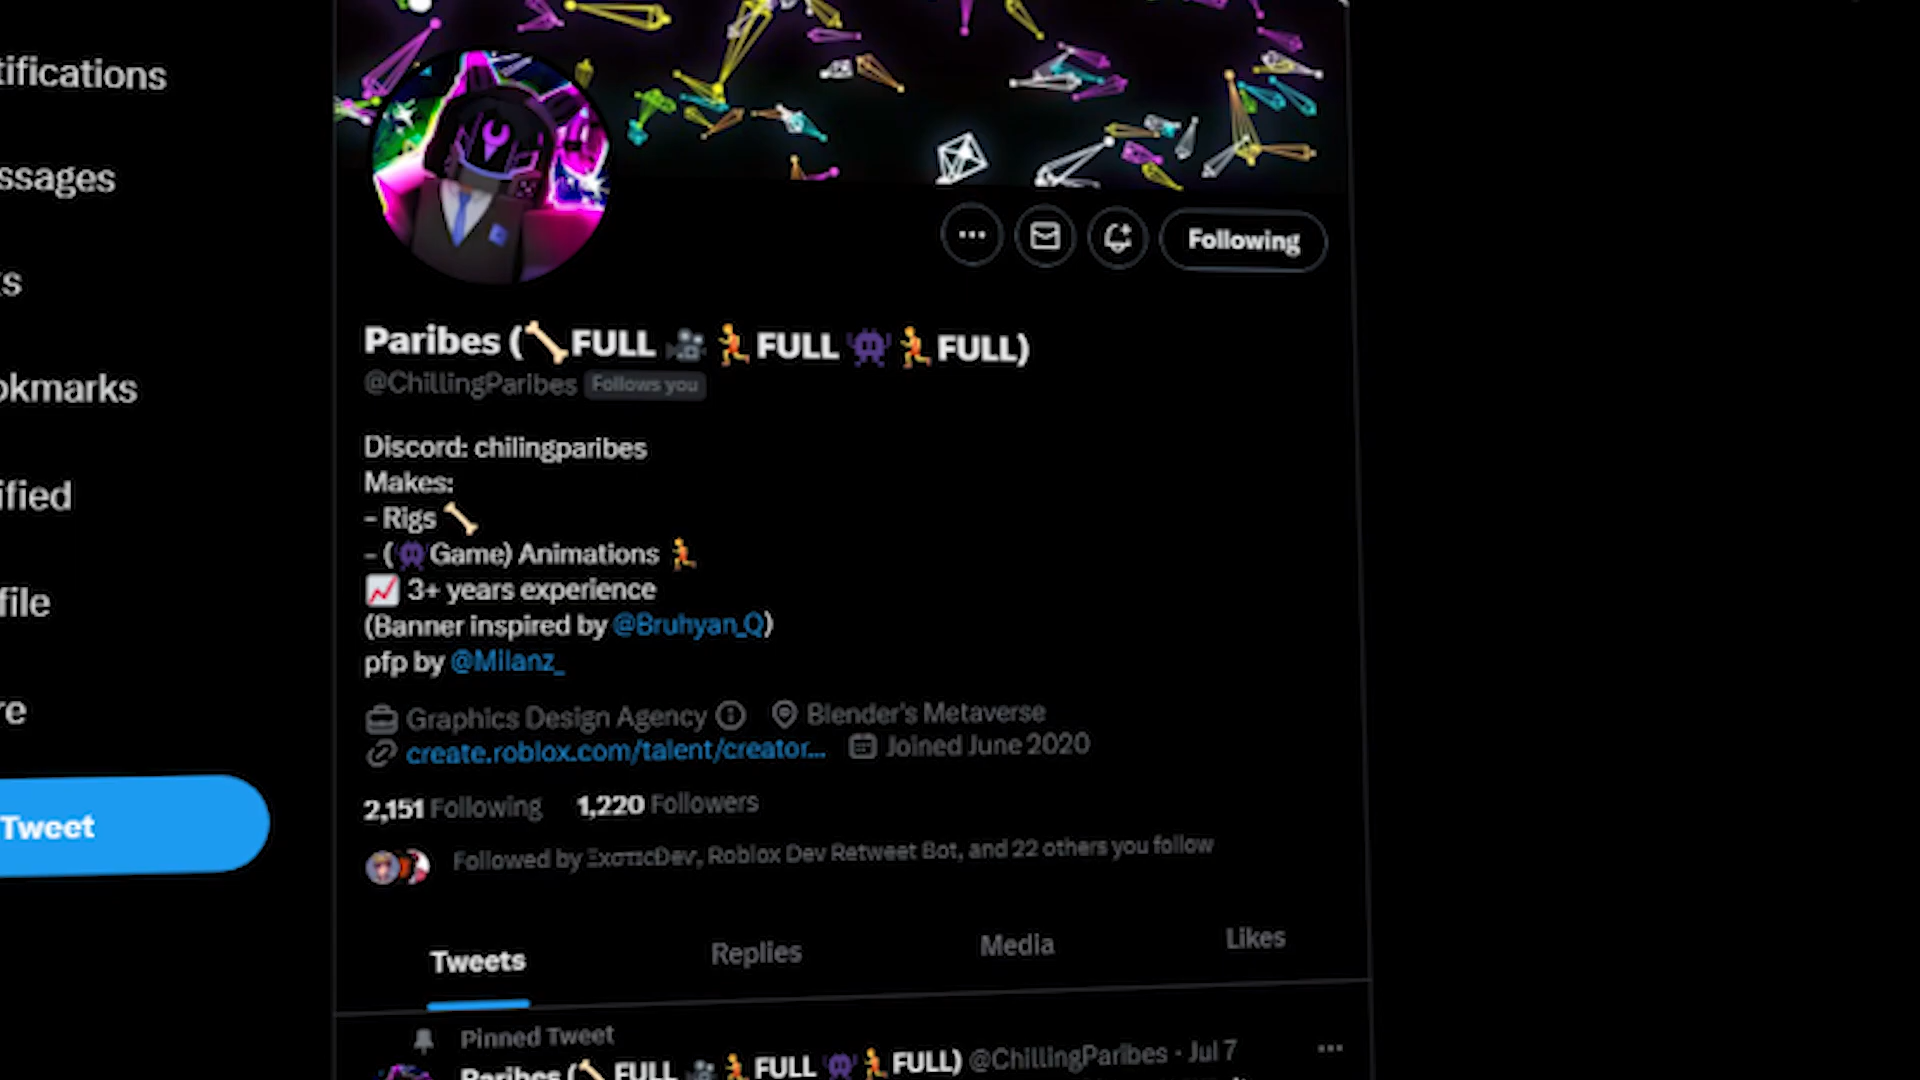 tifications
ssages
ts
okmarks
ified
file
re
Tweet
Following
Paribes (🦴FULL 🎥 🏃 FULL 👾 🏃 FULL)
@ChillingParibes Follows you
Discord: chilingparibes
Makes:
- Rigs 🦴
- (👾Game) Animations 🏃
📈 3+ years experience
(Banner inspired by @Bruhyan_Q)
pfp by @Milanz_
Graphics Design Agency Blender's Metaverse
create.roblox.com/talent/creator... Joined June 2020
2,151 Following 1,220 Followers
Followed by ΞxστιcDev, Roblox Dev Retweet Bot, and 22 others you follow
Tweets Replies Media Likes
Pinned Tweet
Paribes (🦴 FULL 🎥 🏃 FULL 👾 🏃 FULL) @ChillingParibes · Jul 7